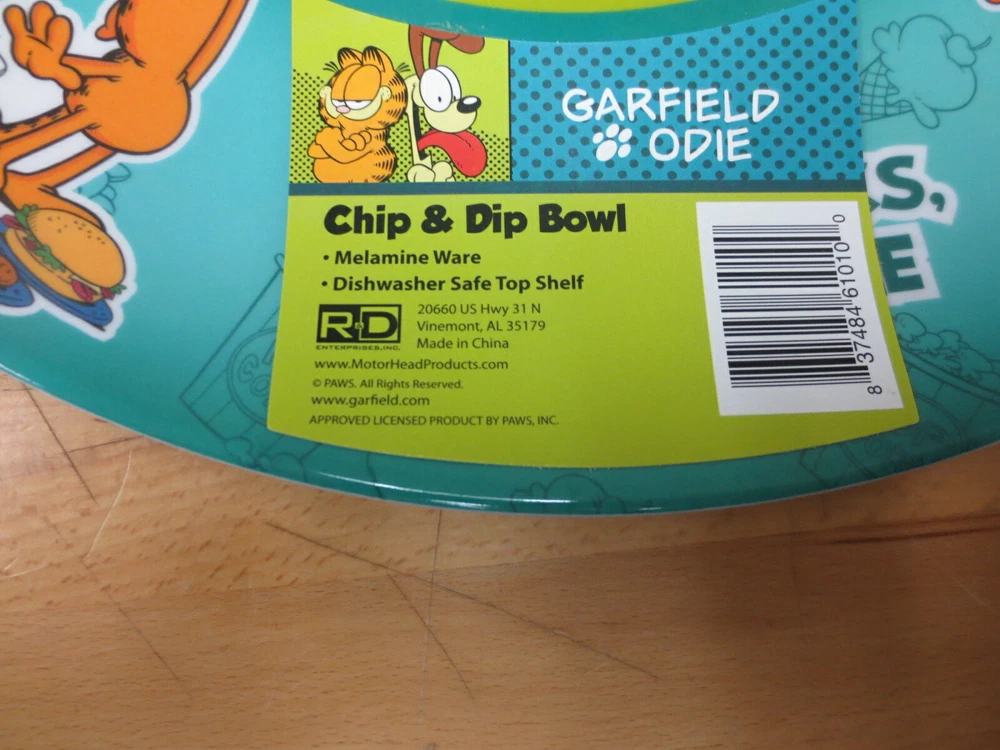 GARFIELD
ODIE
Chip & Dip Bowl
• Melamine Ware
• Dishwasher Safe Top Shelf
R&D
ENTERPRISES, INC.
20660 US Hwy 31 N
Vinemont, AL 35179
Made in China
www.MotorHeadProducts.com
© PAWS. All Rights Reserved.
www.garfield.com
APPROVED LICENSED PRODUCT BY PAWS, INC.
8 37484 61010 0
S,
E